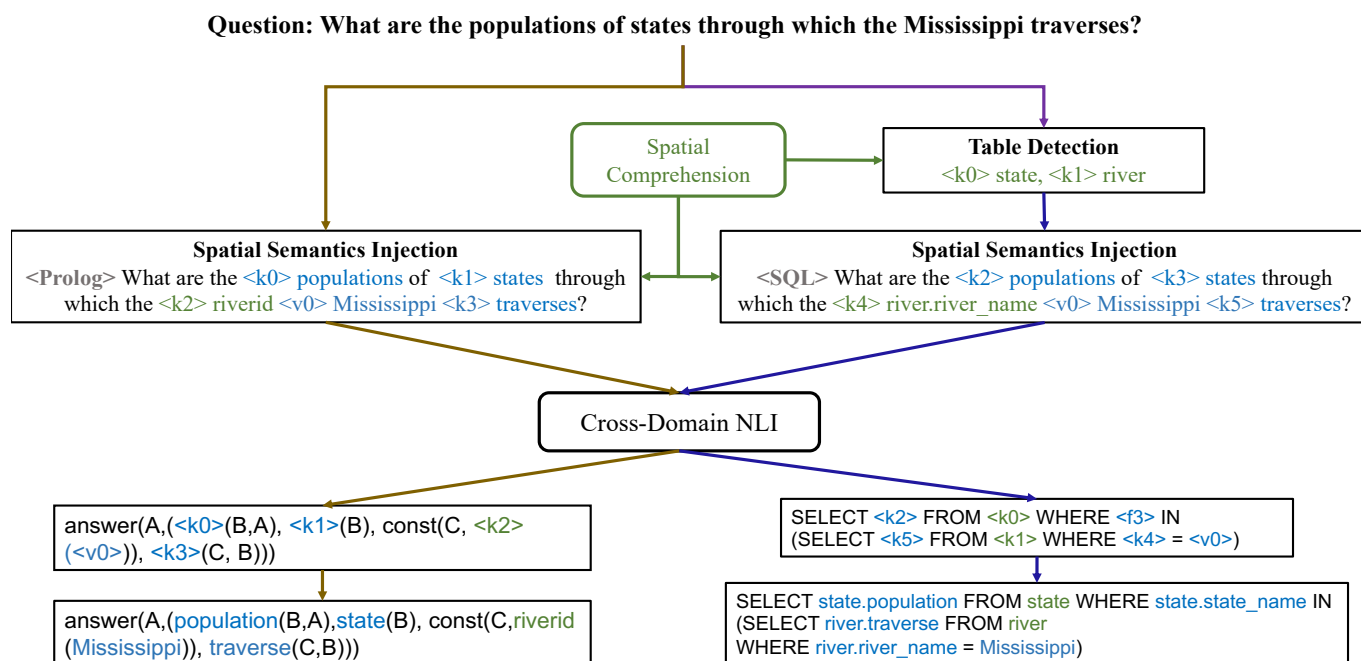 Question: What are the populations of states through which the Mississippi traverses?
Spatial
Comprehension
Table Detection
<k0> state, <k1> river
Spatial Semantics Injection
<Prolog> What are the <k0> populations of <k1> states through
which the <k2> riverid <v0> Mississippi <k3> traverses?
Spatial Semantics Injection
<SQL> What are the <k2> populations of <k3> states through
which the <k4> river.river_name <v0> Mississippi <k5> traverses?
Cross-Domain NLI
answer(A,(<k0>(B,A), <k1>(B), const(C, <k2>
(<v0>)), <k3>(C, B)))
SELECT <k2> FROM <k0> WHERE <f3> IN
(SELECT <k5> FROM <k1> WHERE <k4> = <v0>)
answer(A,(population(B,A),state(B), const(C,riverid
(Mississippi)), traverse(C,B)))
SELECT state.population FROM state WHERE state.state_name IN
(SELECT river.traverse FROM river
WHERE river.river_name = Mississippi)